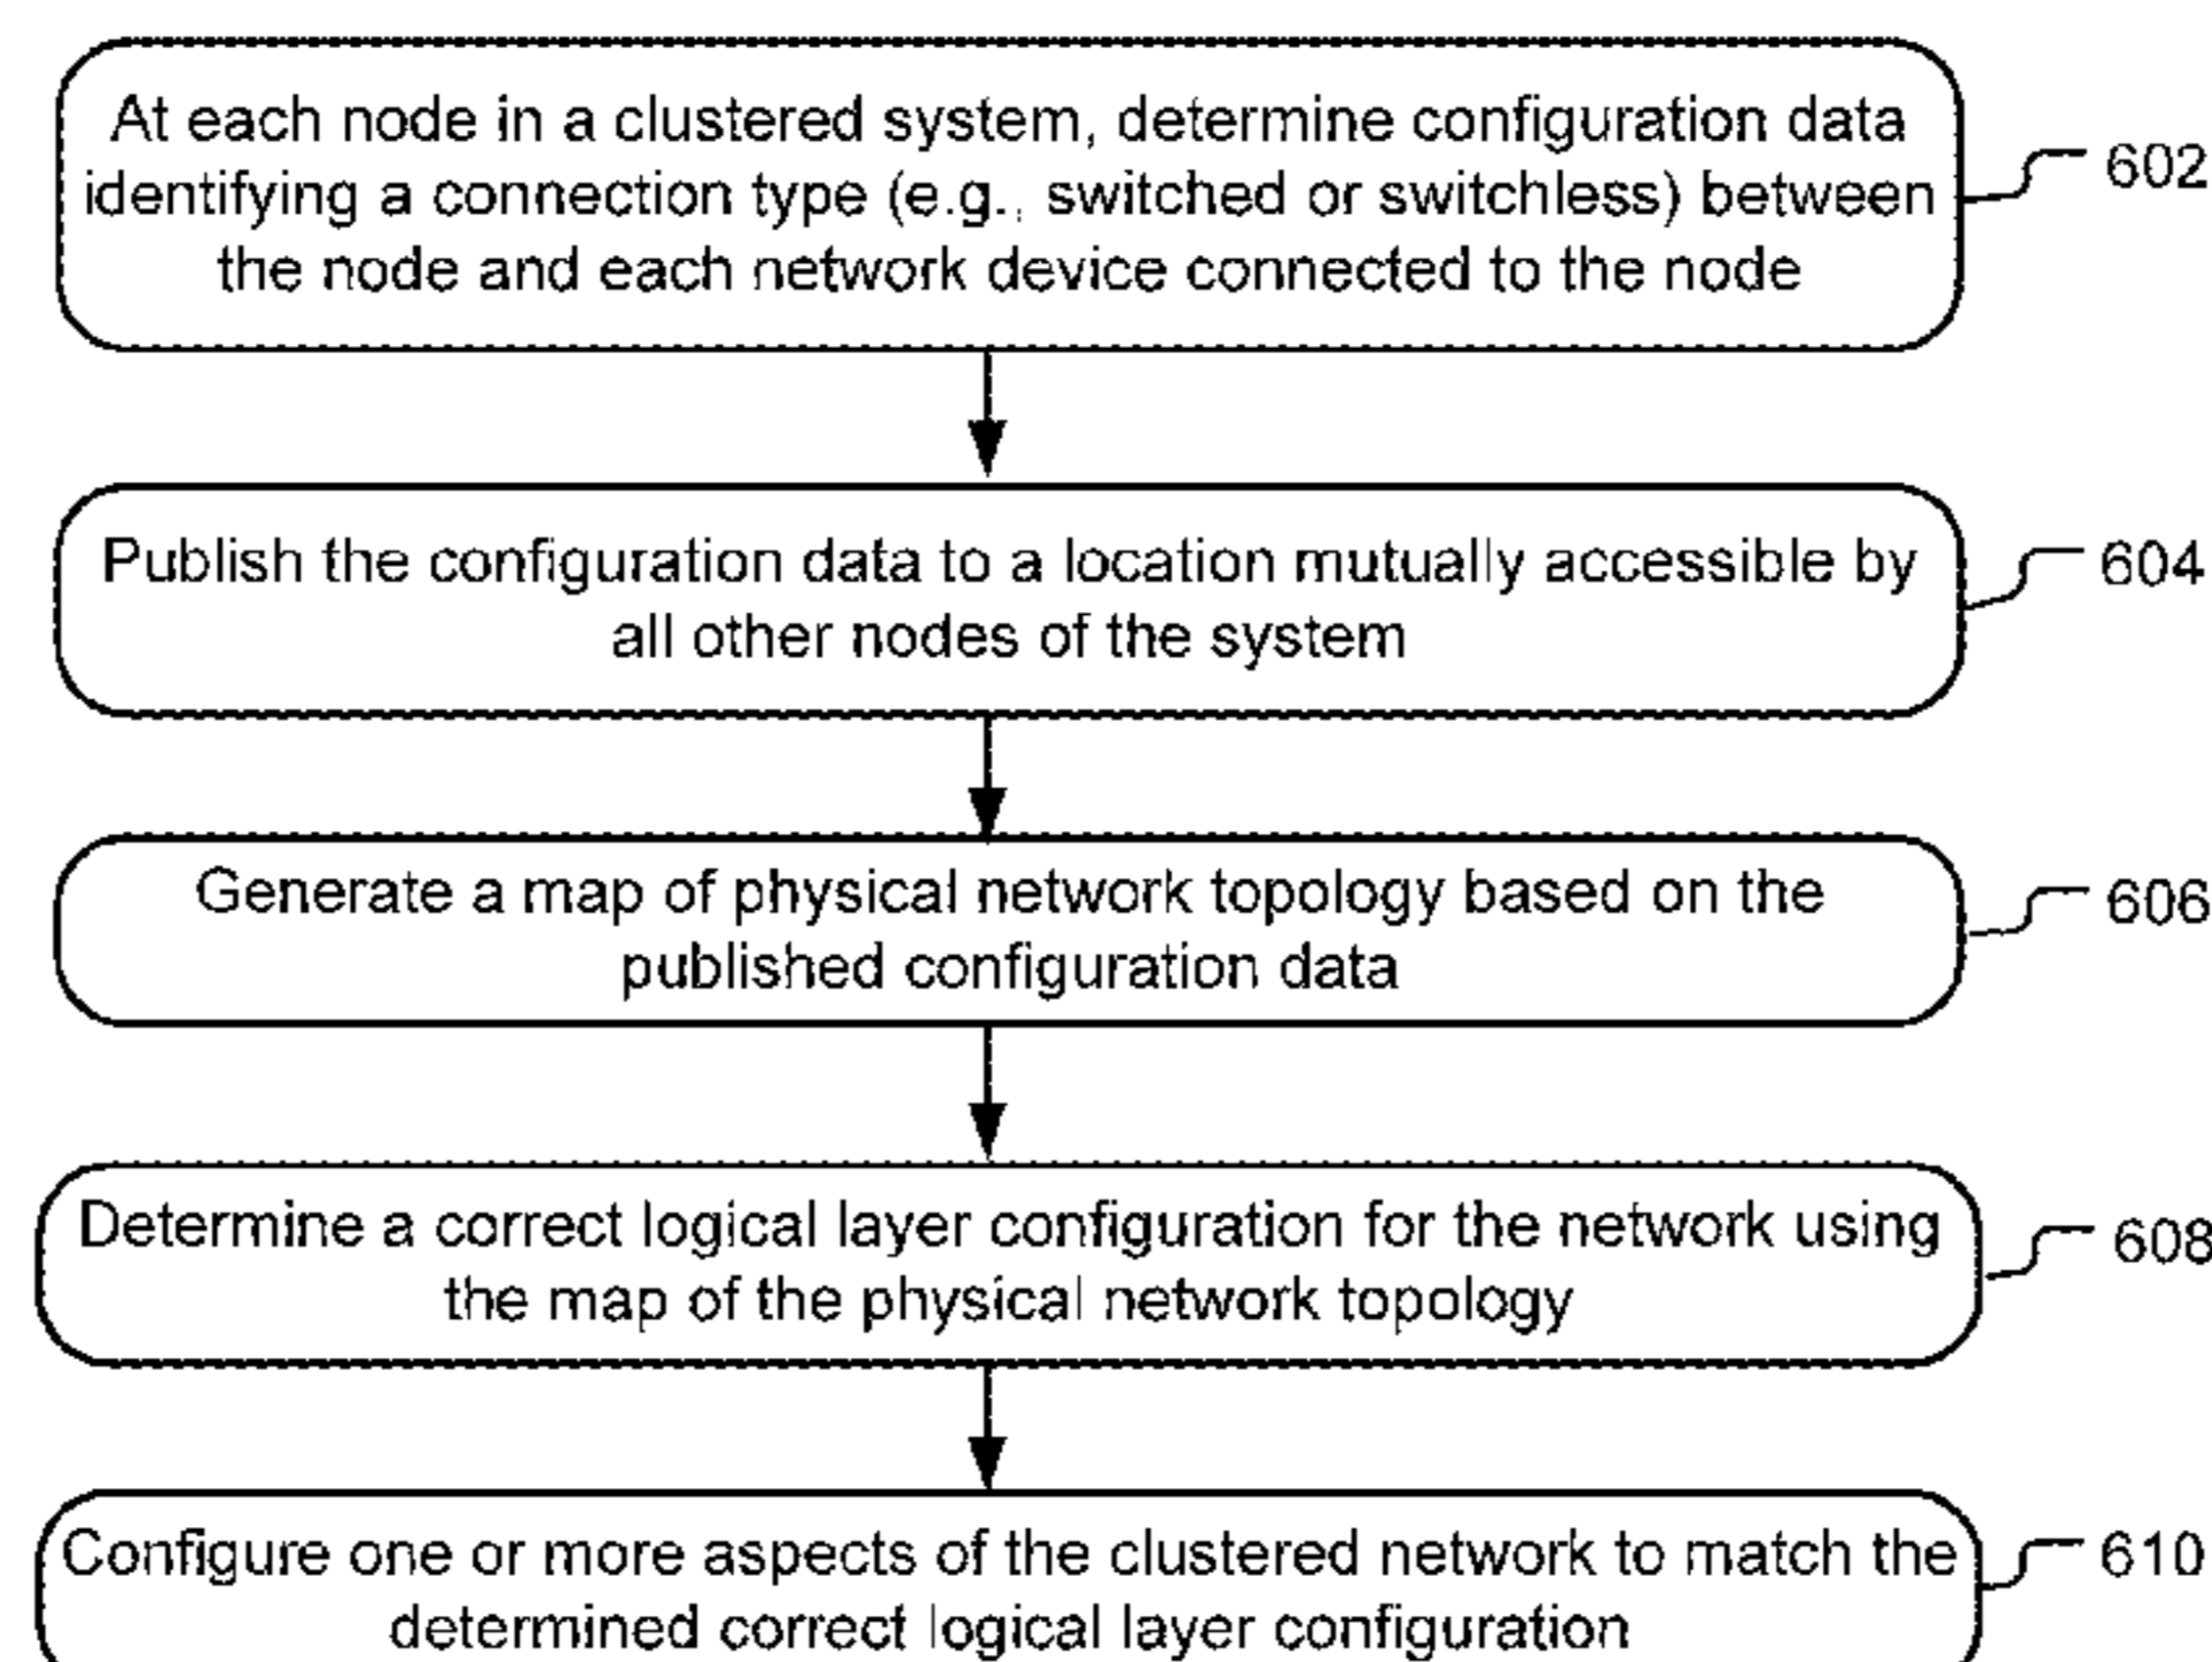 At each node in a clustered system, determine configuration data
identifying a connection type (e.g., switched or switchless) between
the node and each network device connected to the node
602
Publish the configuration data to a location mutually accessible by
all other nodes of the system
604
Generate a map of physical network topology based on the
published configuration data
606
Determine a correct logical layer configuration for the network using
the map of the physical network topology
608
Configure one or more aspects of the clustered network to match the
determined correct logical layer configuration
610